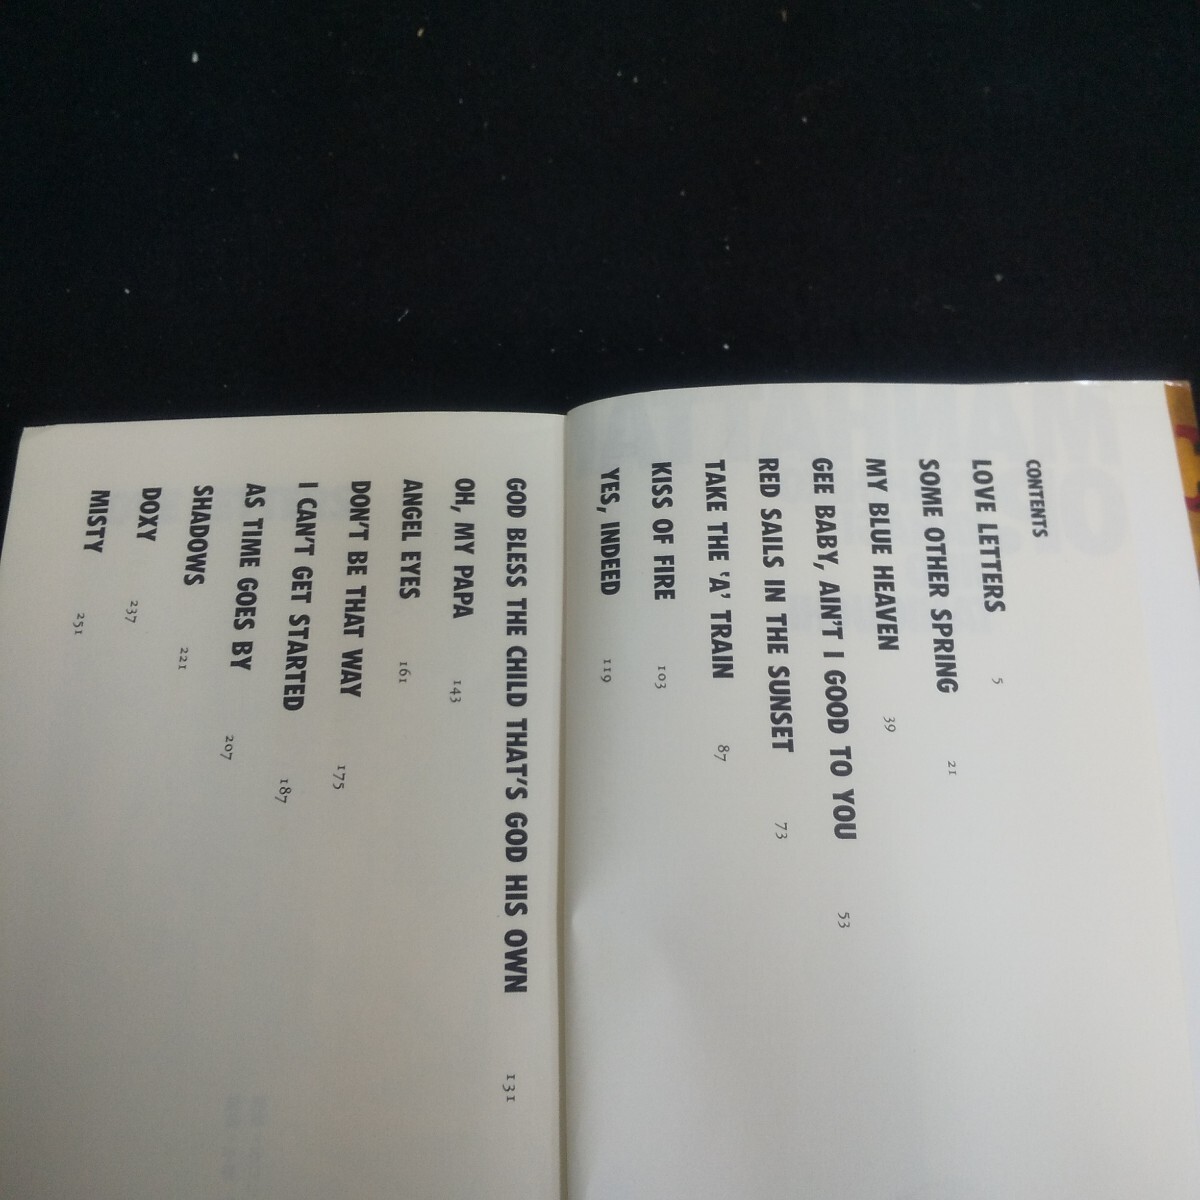 CONTENTS
LOVE LETTERS 5
SOME OTHER SPRING 21
MY BLUE HEAVEN 39
GEE BABY, AIN'T I GOOD TO YOU 53
RED SAILS IN THE SUNSET 73
TAKE THE ‘A’ TRAIN 87
KISS OF FIRE 103
YES, INDEED 119
GOD BLESS THE CHILD THAT'S GOD HIS OWN 131
OH, MY PAPA 143
ANGEL EYES 161
DON'T BE THAT WAY 175
I CAN'T GET STARTED 187
AS TIME GOES BY 207
SHADOWS 221
DOXY 237
MISTY 251